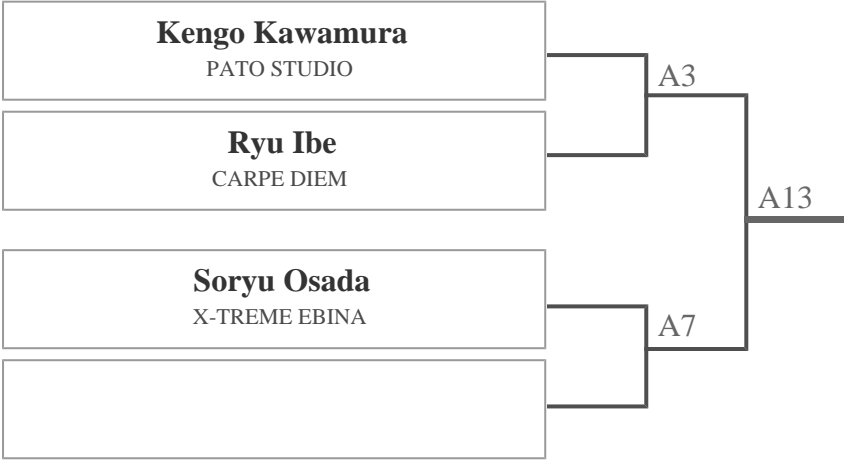 Kengo Kawamura
PATO STUDIO
A3
Ryu Ibe
CARPE DIEM
A13
Soryu Osada
X-TREME EBINA
A7